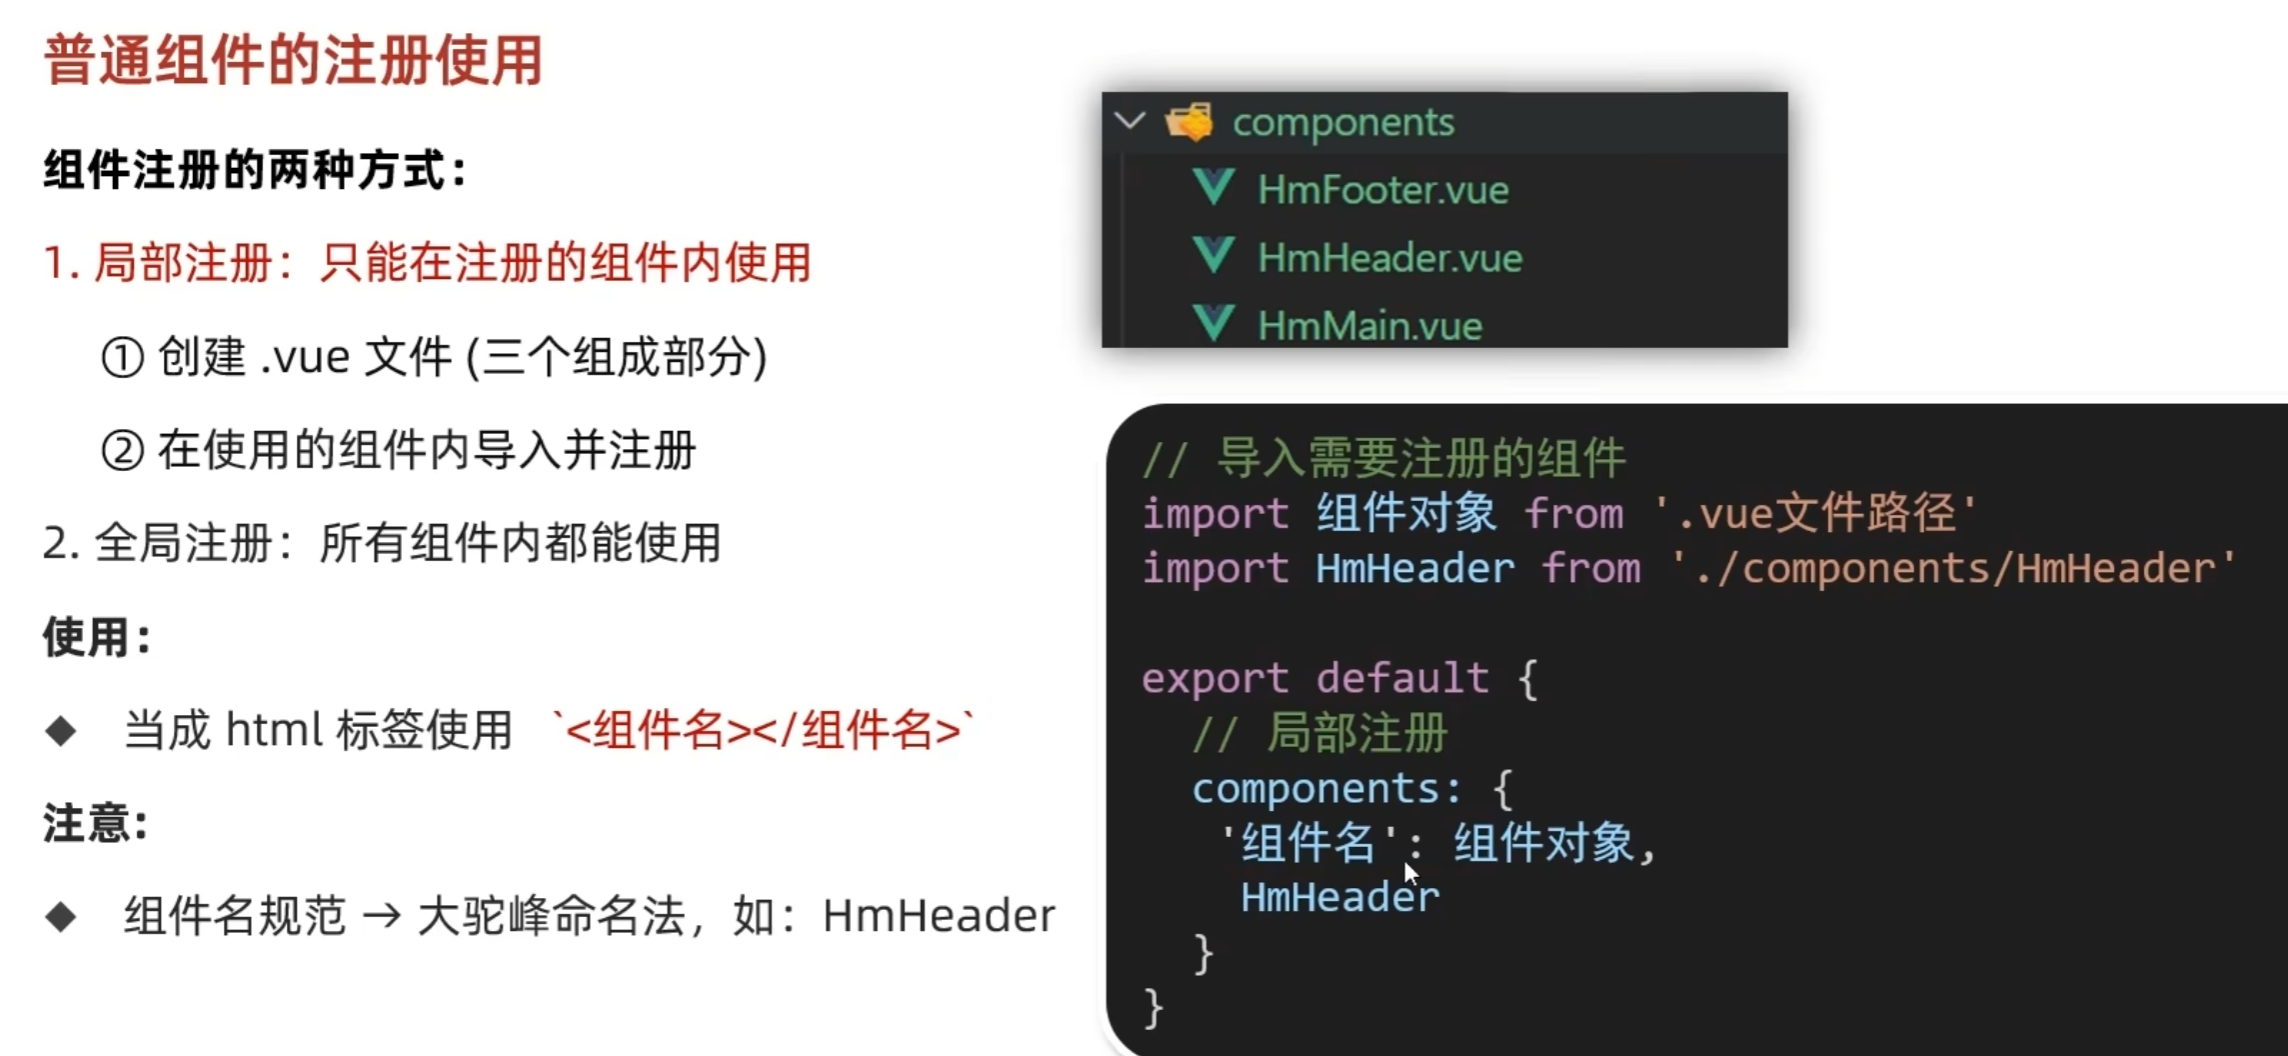 普通组件的注册使用
组件注册的两种方式：
1. 局部注册：只能在注册的组件内使用
① 创建 .vue 文件 (三个组成部分)
② 在使用的组件内导入并注册
2. 全局注册：所有组件内都能使用
使用：
◆ 当成 html 标签使用 `<组件名></组件名>`
注意:
◆ 组件名规范 → 大驼峰命名法，如：HmHeader
components
HmFooter.vue
HmHeader.vue
HmMain.vue
// 导入需要注册的组件
import 组件对象 from '.vue文件路径'
import HmHeader from './components/HmHeader'
export default {
// 局部注册
components: {
'组件名': 组件对象,
HmHeader
}
}